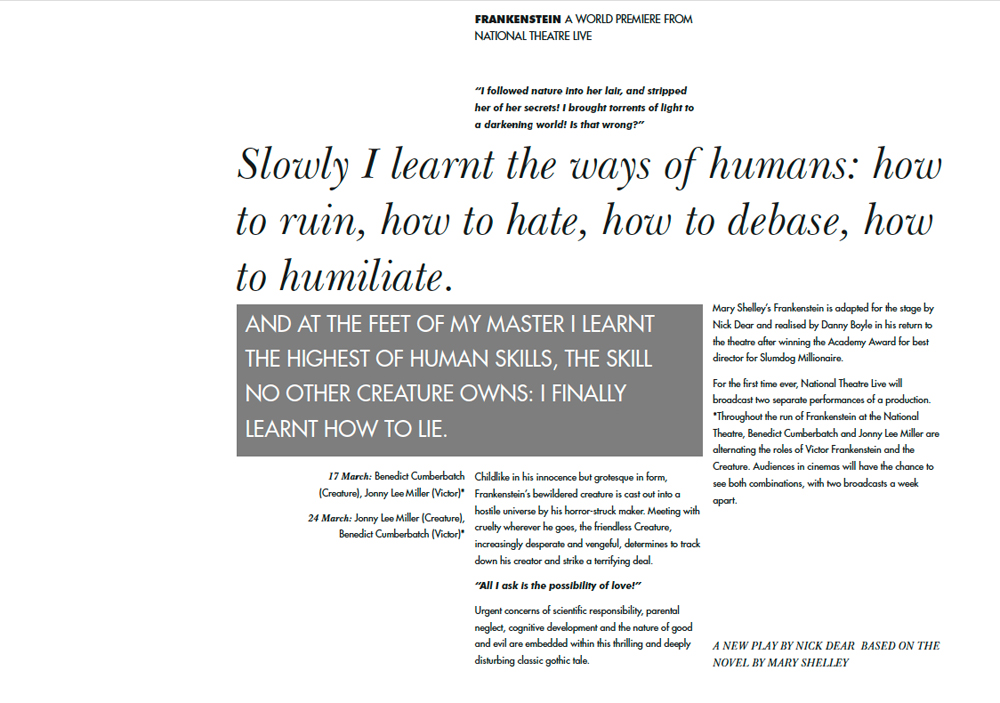 FRANKENSTEIN A WORLD PREMIERE FROM
NATIONAL THEATRE LIVE
“I followed nature into her lair, and stripped
her of her secrets! I brought torrents of light to
a darkening world! Is that wrong?”
Slowly I learnt the ways of humans: how
to ruin, how to hate, how to debase, how
to humiliate.
AND AT THE FEET OF MY MASTER I LEARNT
THE HIGHEST OF HUMAN SKILLS, THE SKILL
NO OTHER CREATURE OWNS: I FINALLY
LEARNT HOW TO LIE.
17 March: Benedict Cumberbatch
(Creature), Jonny Lee Miller (Victor)*
24 March: Jonny Lee Miller (Creature),
Benedict Cumberbatch (Victor)*
Childlike in his innocence but grotesque in form,
Frankenstein’s bewildered creature is cast out into a
hostile universe by his horror-struck maker. Meeting with
cruelty wherever he goes, the friendless Creature,
increasingly desperate and vengeful, determines to track
down his creator and strike a terrifying deal.
“All I ask is the possibility of love!”
Urgent concerns of scientific responsibility, parental
neglect, cognitive development and the nature of good
and evil are embedded within this thrilling and deeply
disturbing classic gothic tale.
Mary Shelley’s Frankenstein is adapted for the stage by
Nick Dear and realised by Danny Boyle in his return to
the theatre after winning the Academy Award for best
director for Slumdog Millionaire.
For the first time ever, National Theatre Live will
broadcast two separate performances of a production.
*Throughout the run of Frankenstein at the National
Theatre, Benedict Cumberbatch and Jonny Lee Miller are
alternating the roles of Victor Frankenstein and the
Creature. Audiences in cinemas will have the chance to
see both combinations, with two broadcasts a week
apart.
A NEW PLAY BY NICK DEAR BASED ON THE
NOVEL BY MARY SHELLEY